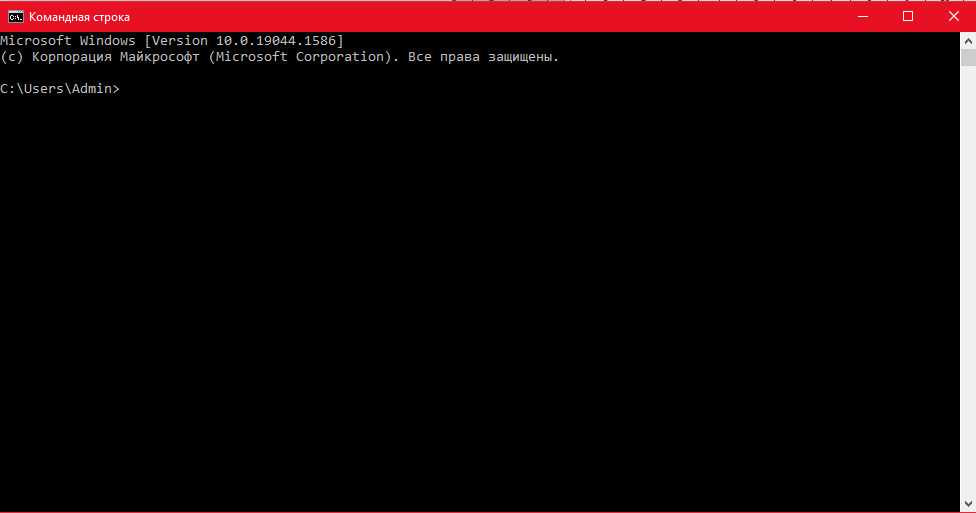 Командная строка
Microsoft Windows [Version 10.0.19044.1586]
(c) Корпорация Майкрософт (Microsoft Corporation). Все права защищены.
C:\Users\Admin>